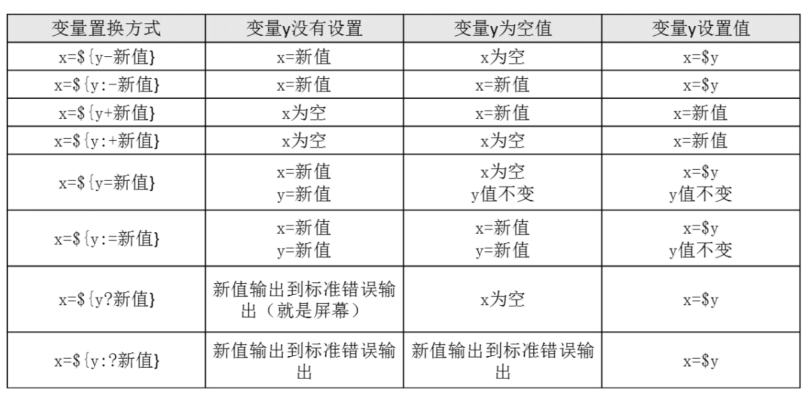 变量置换方式 变量y没有设置 变量y为空值 变量y设置值
x=${y-新值} x=新值 x为空 x=$y
x=${y:-新值} x=新值 x=新值 x=$y
x=${y+新值} x为空 x=新值 x=新值
x=${y:+新值} x为空 x为空 x=新值
x=${y=新值} x=新值 x为空 x=$y
y=新值 y值不变 y值不变
x=${y:=新值} x=新值 x=新值 x=$y
y=新值 y=新值 y值不变
x=${y?新值} 新值输出到标准错误输 x为空 x=$y
出（就是屏幕）
x=${y:?新值} 新值输出到标准错误输 新值输出到标准错误输 x=$y
出 出